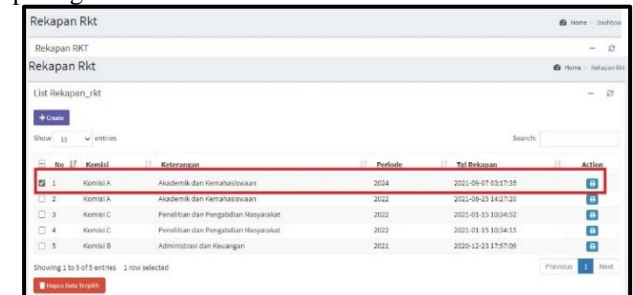 Rekapan Rkt Home - Dashboa
Rekapan RKT
Rekapan Rkt Home - Rekapan Rkt
List Rekapan_rkt
+ Create
Show 10 entries Search:
No Komisi Keterangan Periode Tgl Rekapan Action
1 Komisi A Akademik dan Kemahasiswaan 2024 2021-09-07 03:17:35
2 Komisi A Akademik dan Kemahasiswaan 2022 2021-08-25 14:27:20
3 Komisi C Penelitian dan Pengabdian Masyarakat 2022 2021-01-15 10:34:52
4 Komisi C Penelitian dan Pengabdian Masyarakat 2022 2021-01-15 10:34:15
5 Komisi B Administrasi dan Keuangan 2021 2020-12-23 17:57:09
Showing 1 to 5 of 5 entries 1 row selected Previous 1 Next
Hapus Data Terpilih